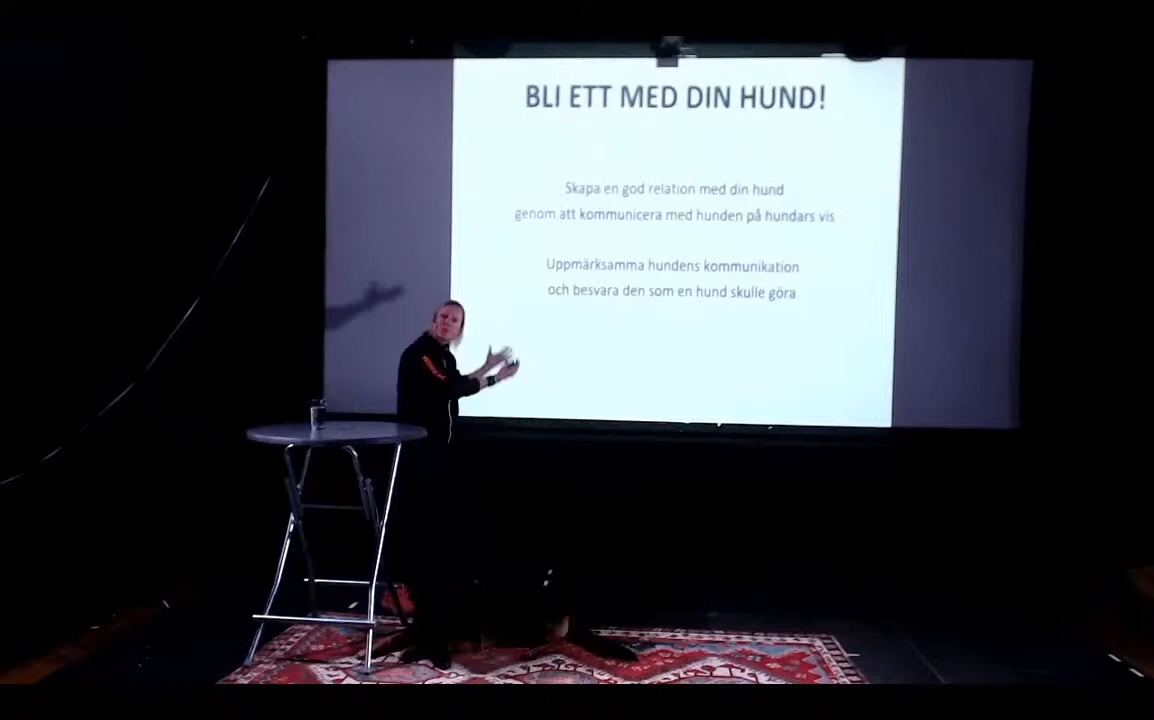 BLI ETT MED DIN HUND!
Skapa en god relation med din hund
genom att kommunicera med hunden på hundars vis
Uppmärksamma hundens kommunikation
och besvara den som en hund skulle göra